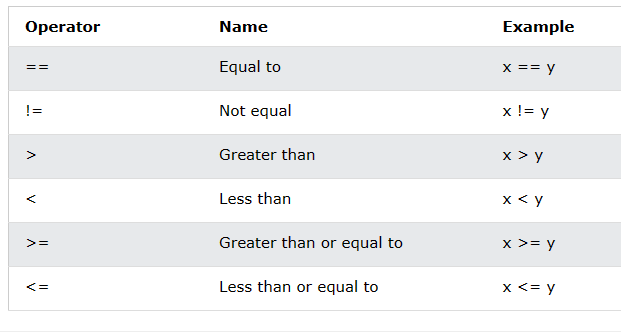 Operator Name Example
== Equal to x == y
!= Not equal x != y
> Greater than x > y
< Less than x < y
>= Greater than or equal to x >= y
<= Less than or equal to x <= y